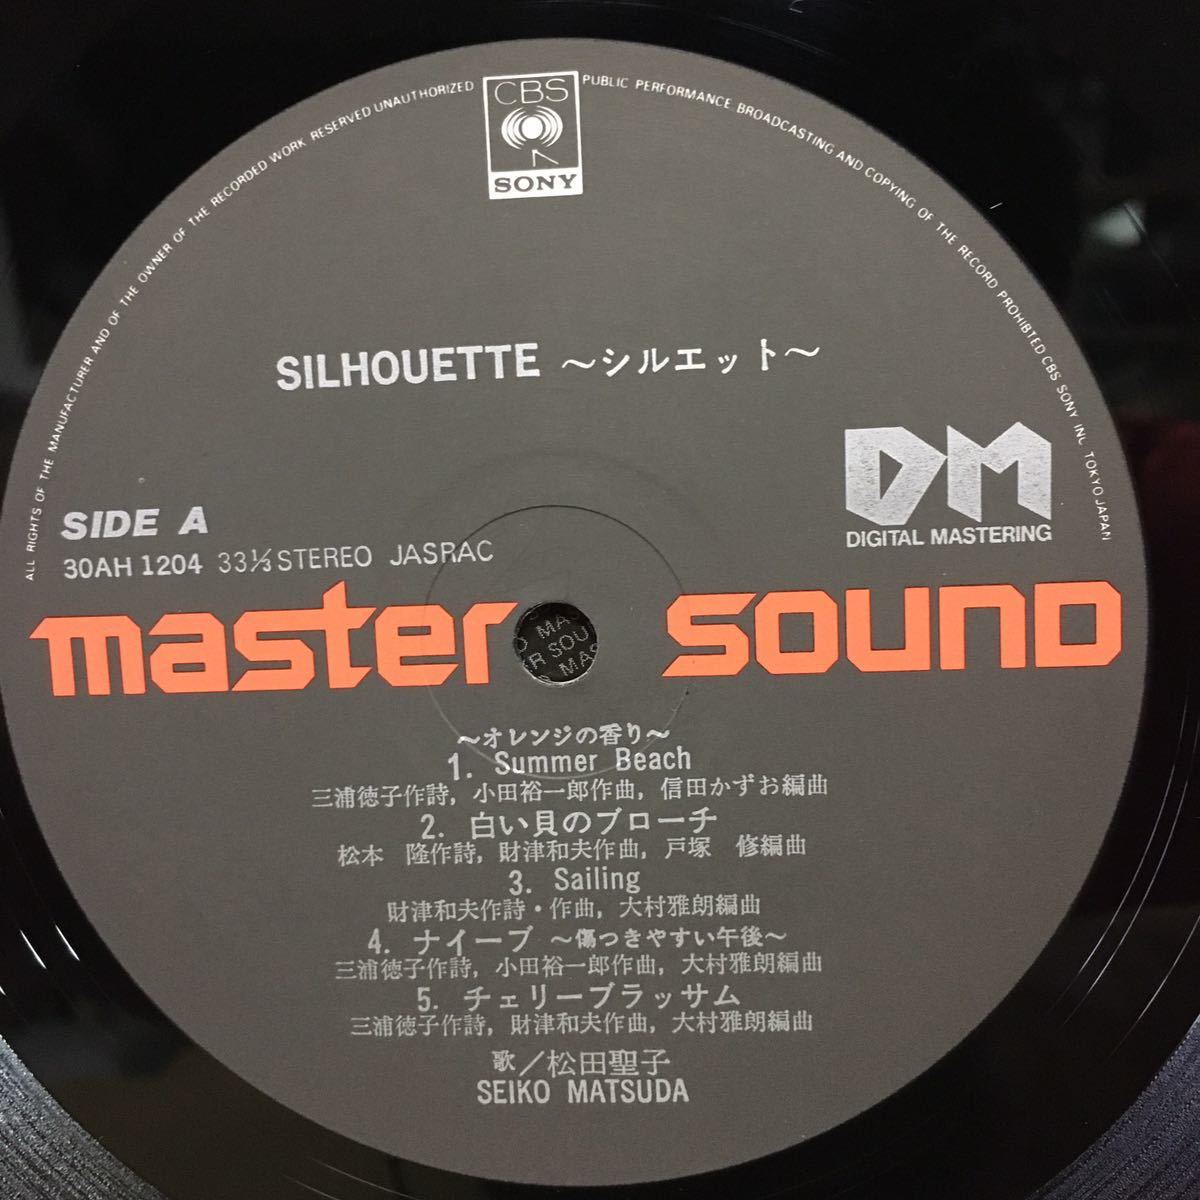 ALL RIGHTS OF THE MANUFACTURER AND OF THE OWNER OF THE RECORDED WORK RESERVED UNAUTHORIZED PUBLIC PERFORMANCE BROADCASTING AND COPYING OF THE RECORD PROHIBITED CBS SONY INC. TOKYO JAPAN
CBS
SONY
SILHOUETTE ～シルエット～
DM
DIGITAL MASTERING
SIDE A
30AH 1204 33⅓ STEREO JASRAC
master sound
～オレンジの香り～
1. Summer Beach
三浦徳子作詩, 小田裕一郎作曲, 信田かずお編曲
2. 白い貝のブローチ
松本 隆作詩, 財津和夫作曲, 戸塚 修編曲
3. Sailing
財津和夫作詩・作曲, 大村雅朗編曲
4. ナイーブ ～傷つきやすい午後～
三浦徳子作詩, 小田裕一郎作曲, 大村雅朗編曲
5. チェリーブラッサム
三浦徳子作詩, 財津和夫作曲, 大村雅朗編曲
歌／松田聖子
SEIKO MATSUDA